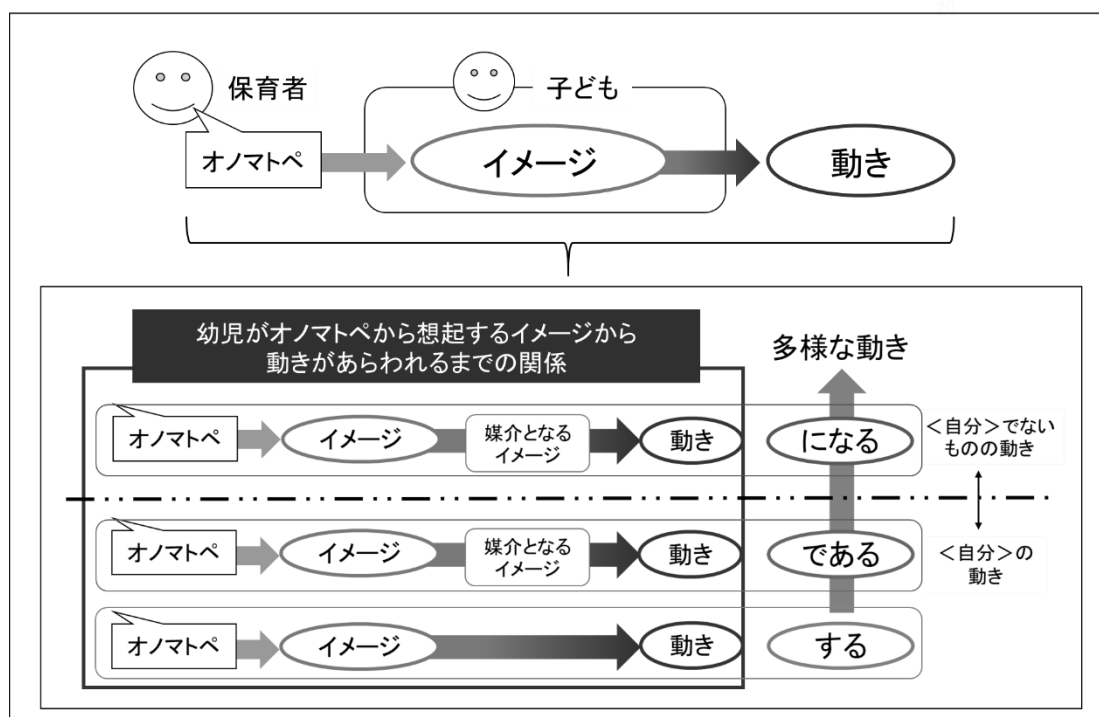 保育者
子ども
オノマトペ
イメージ
動き
幼児がオノマトペから想起するイメージから
動きがあらわれるまでの関係
多様な動き
オノマトペ
イメージ
媒介となる
イメージ
動き
になる
＜自分＞でない
ものの動き
オノマトペ
イメージ
媒介となる
イメージ
動き
である
＜自分＞の
動き
オノマトペ
イメージ
動き
する